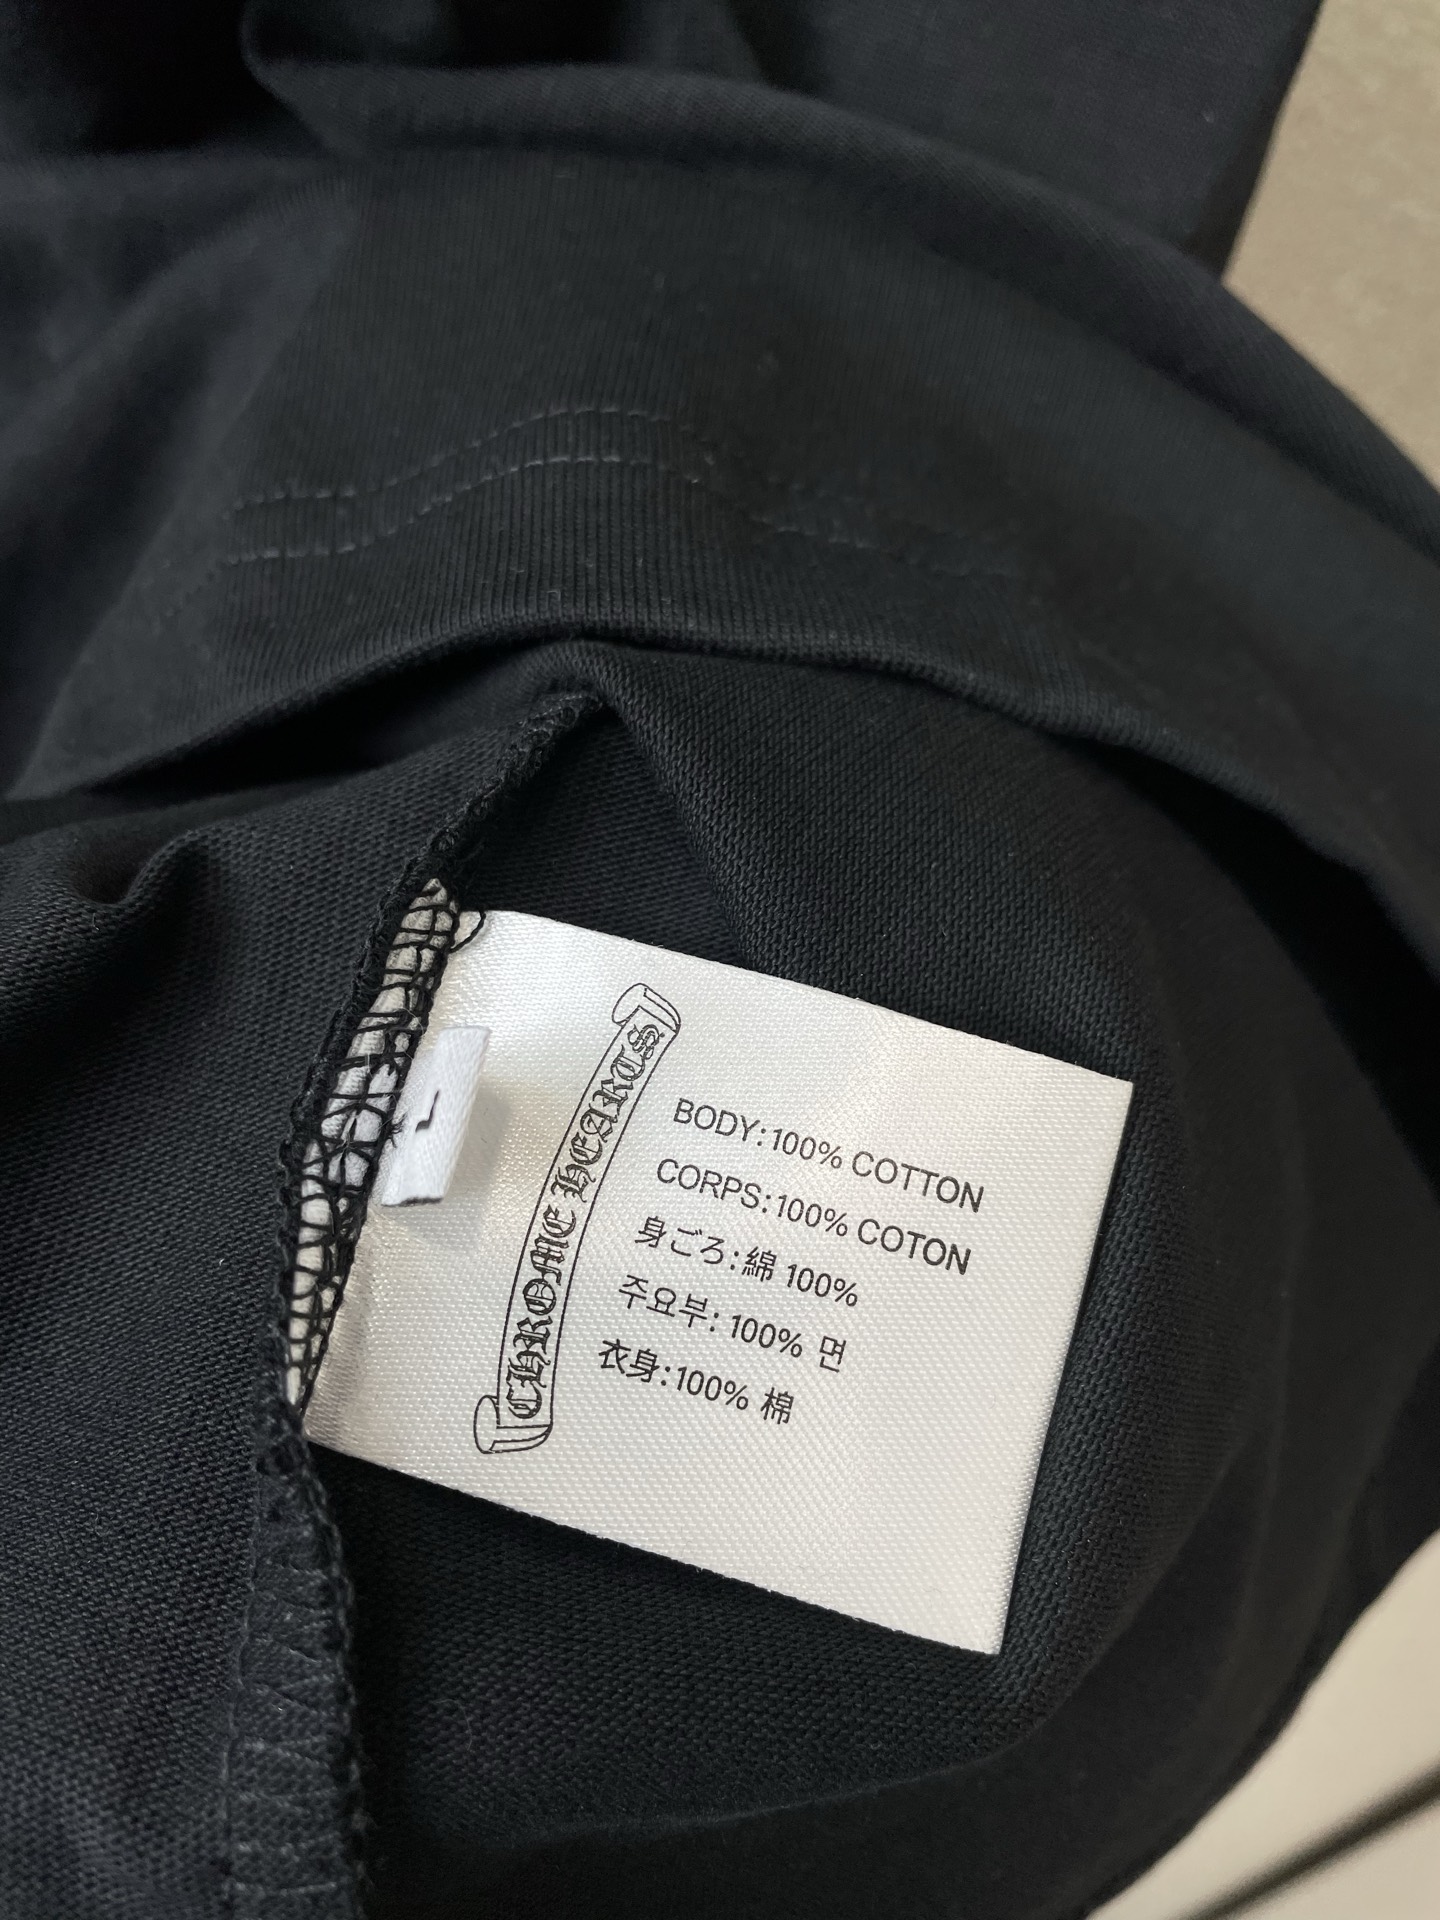 CHROME HEARTS
L
BODY:100% COTTON
CORPS:100% COTON
身ごろ:綿 100%
주요부: 100% 면
衣身:100% 棉